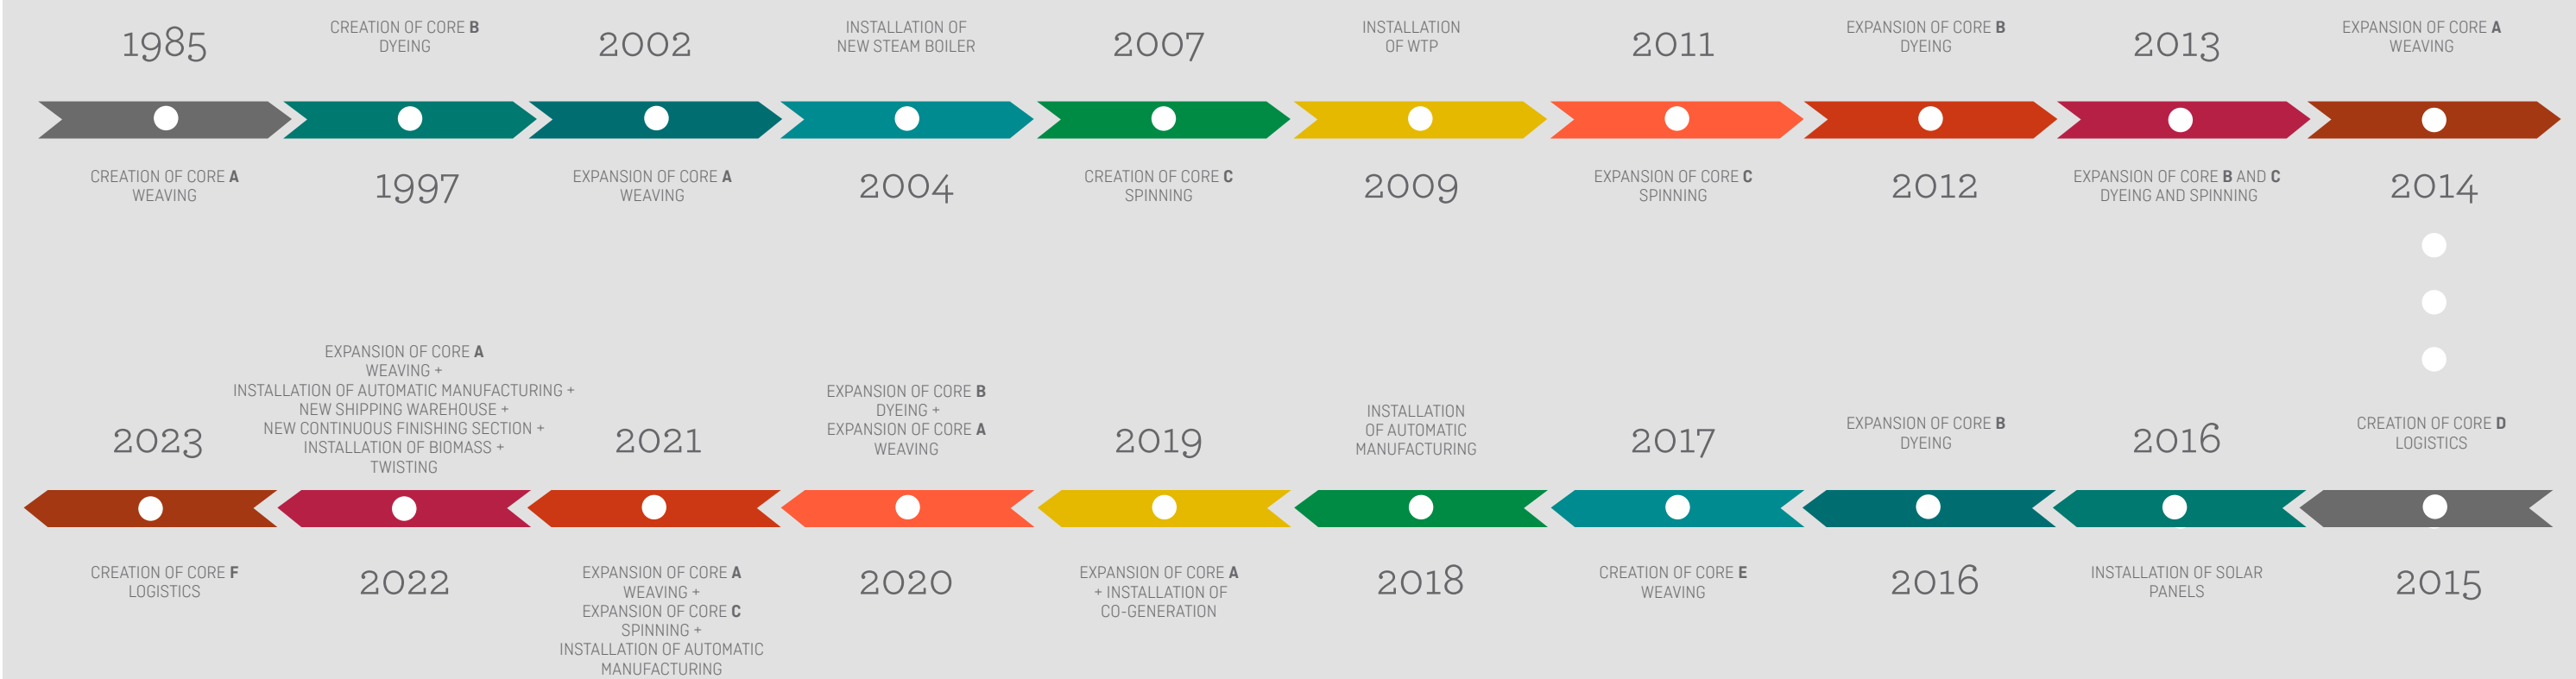 1985
CREATION OF CORE A
WEAVING
CREATION OF CORE B
DYEING
1997
2002
EXPANSION OF CORE A
WEAVING
INSTALLATION OF
NEW STEAM BOILER
2004
2007
CREATION OF CORE C
SPINNING
INSTALLATION
OF WTP
2009
2011
EXPANSION OF CORE C
SPINNING
EXPANSION OF CORE B
DYEING
2012
2013
EXPANSION OF CORE B AND C
DYEING AND SPINNING
EXPANSION OF CORE A
WEAVING
2014
CREATION OF CORE D
LOGISTICS
2015
2016
INSTALLATION OF SOLAR
PANELS
EXPANSION OF CORE B
DYEING
2016
2017
CREATION OF CORE E
WEAVING
INSTALLATION
OF AUTOMATIC
MANUFACTURING
2018
2019
EXPANSION OF CORE A
+ INSTALLATION OF
CO-GENERATION
EXPANSION OF CORE B
DYEING +
EXPANSION OF CORE A
WEAVING
2020
2021
EXPANSION OF CORE A
WEAVING +
EXPANSION OF CORE C
SPINNING +
INSTALLATION OF AUTOMATIC
MANUFACTURING
EXPANSION OF CORE A
WEAVING +
INSTALLATION OF AUTOMATIC MANUFACTURING +
NEW SHIPPING WAREHOUSE +
NEW CONTINUOUS FINISHING SECTION +
INSTALLATION OF BIOMASS +
TWISTING
2022
2023
CREATION OF CORE F
LOGISTICS